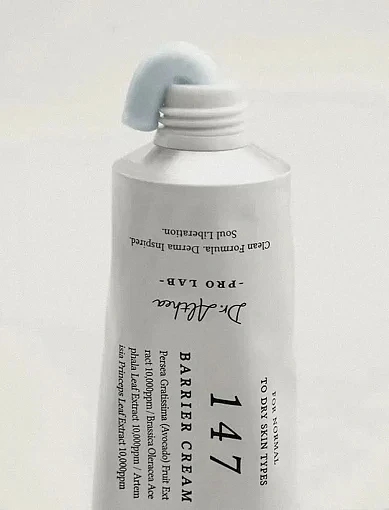 Clean Formula. Derma Inspired.
Soul Liberation.
Dr. Althea
-PRO LAB-
FOR NORMAL
TO DRY SKIN TYPES
147
BARRIER CREAM
Persea Gratissima (Avocado) Fruit Ext
ract 10,000ppm / Brassica Oleracea Ace
phala Leaf Extract 10,000ppm / Artem
isia Princeps Leaf Extract 10,000ppm